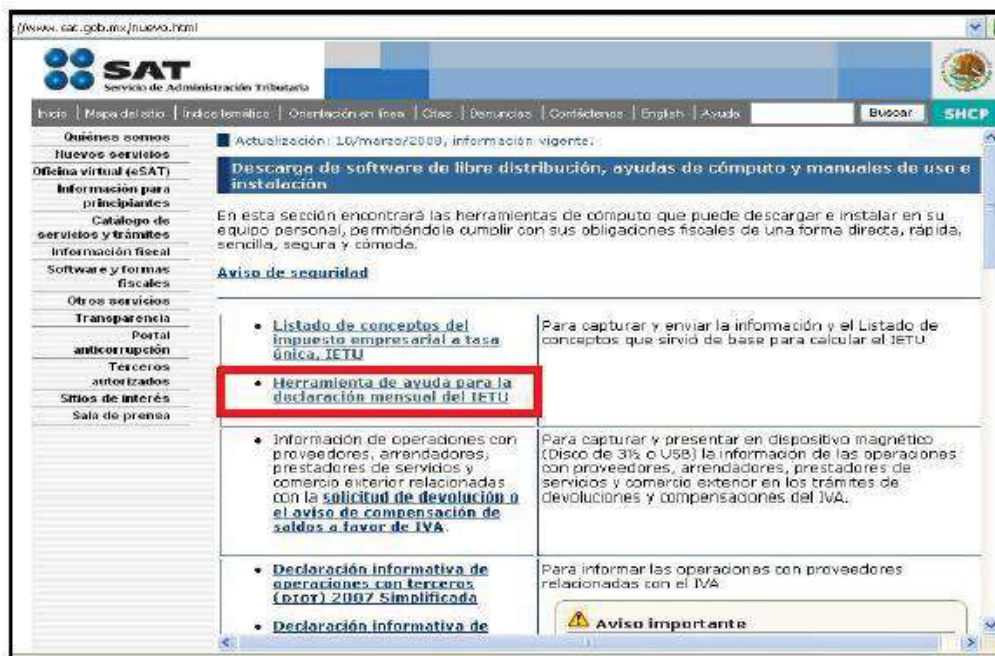 //www.sat.gob.mx/nuevo.html
SAT
Servicio de Administración Tributaria
Inicio | Mapa del sitio | Índice temático | Orientación en línea | Citas | Denuncias | Contáctenos | English | Ayuda
Buscar
SHCP
Quiénes somos
Nuevos servicios
Oficina virtual (eSAT)
Información para
principiantes
Catálogo de
servicios y trámites
Información fiscal
Software y formas
fiscales
Otros servicios
Transparencia
Portal
anticorrupción
Terceros
autorizados
Sitios de interés
Sala de prensa
Actualización: 10/marzo/2008, información vigente.
Descarga de software de libre distribución, ayudas de cómputo y manuales de uso e
instalación
En esta sección encontrará las herramientas de cómputo que puede descargar e instalar en su
equipo personal, permitiéndole cumplir con sus obligaciones fiscales de una forma directa, rápida,
sencilla, segura y cómoda.
Aviso de seguridad
• Listado de conceptos del
impuesto empresarial a tasa
única, IETU
Para capturar y enviar la información y el Listado de
conceptos que sirvió de base para calcular el IETU
• Herramienta de ayuda para la
declaración mensual del IETU
• Información de operaciones con
proveedores, arrendadores,
prestadores de servicios y
comercio exterior relacionadas
con la solicitud de devolución o
el aviso de compensación de
saldos a favor de IVA.
Para capturar y presentar en dispositivo magnético
(Disco de 3½ o USB) la información de las operaciones
con proveedores, arrendadores, prestadores de
servicios y comercio exterior en los trámites de
devoluciones y compensaciones del IVA.
• Declaración informativa de
operaciones con terceros
(DIOT) 2007 Simplificada
• Declaración informativa de
Para informar las operaciones con proveedores
relacionadas con el IVA
Aviso importante